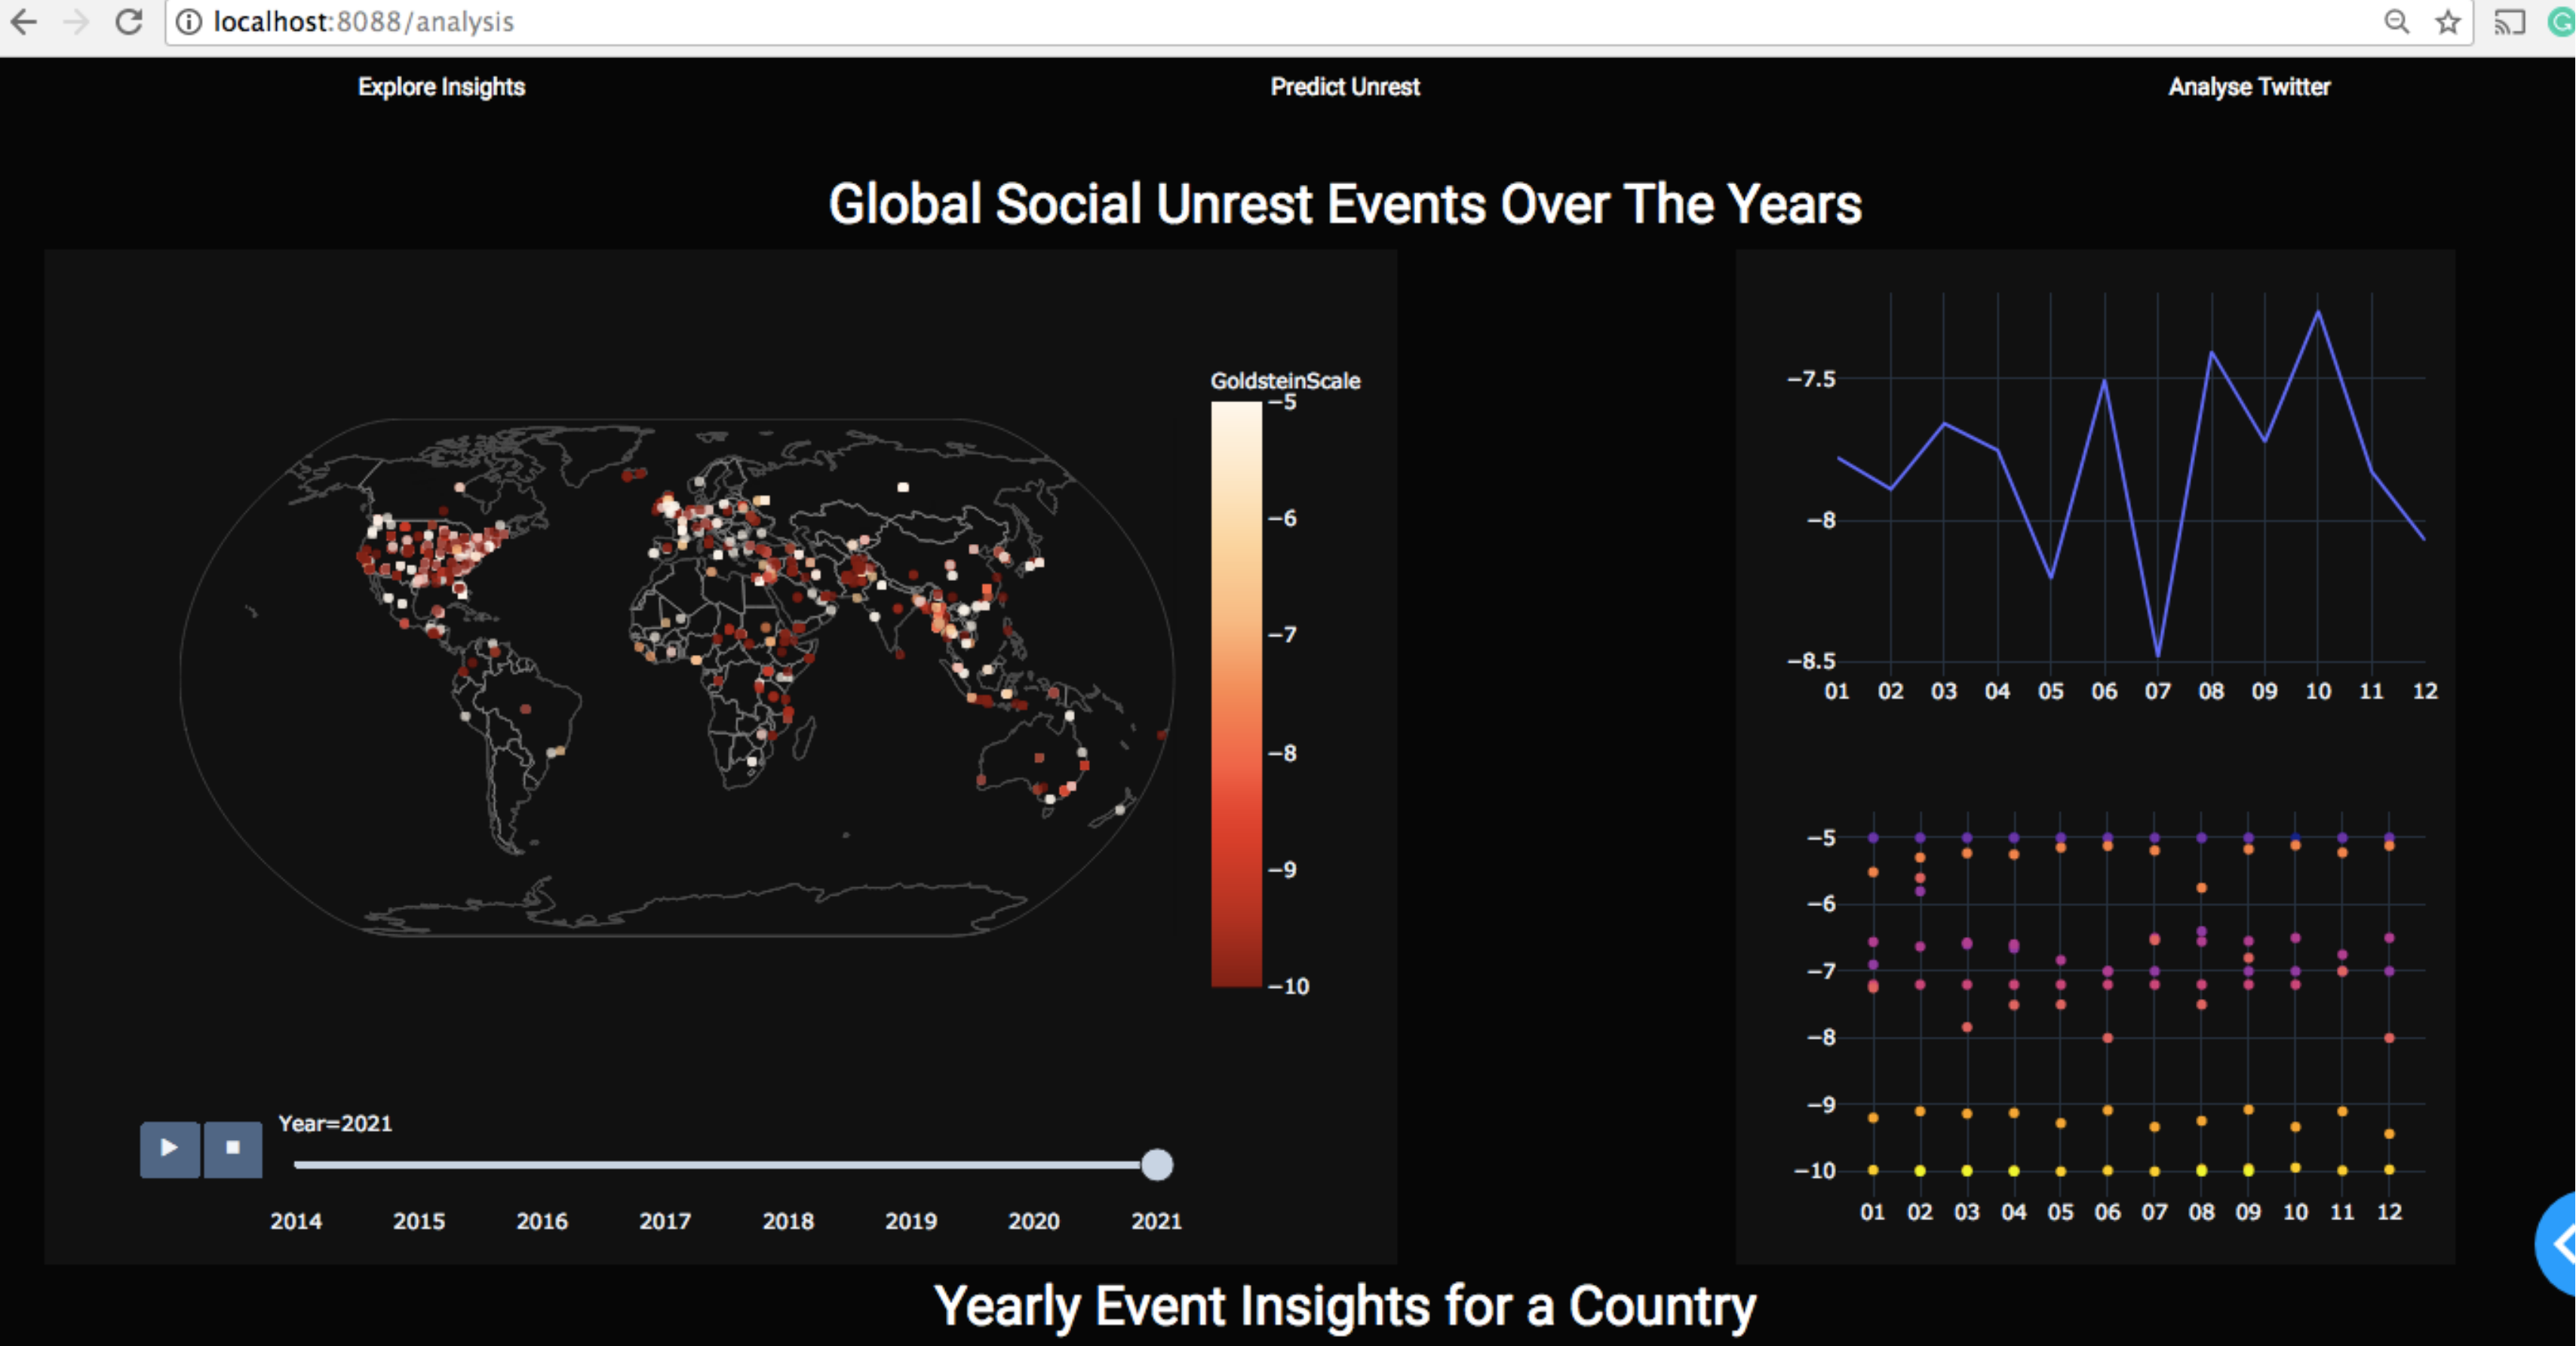 localhost:8088/analysis
G
Explore Insights
Predict Unrest
Analyse Twitter
Global Social Unrest Events Over The Years
GoldsteinScale
−5
−6
−7
−8
−9
−10
Year=2021
2014 2015 2016 2017 2018 2019 2020 2021
−7.5
−8
−8.5
01 02 03 04 05 06 07 08 09 10 11 12
−5
−6
−7
−8
−9
−10
01 02 03 04 05 06 07 08 09 10 11 12
Yearly Event Insights for a Country